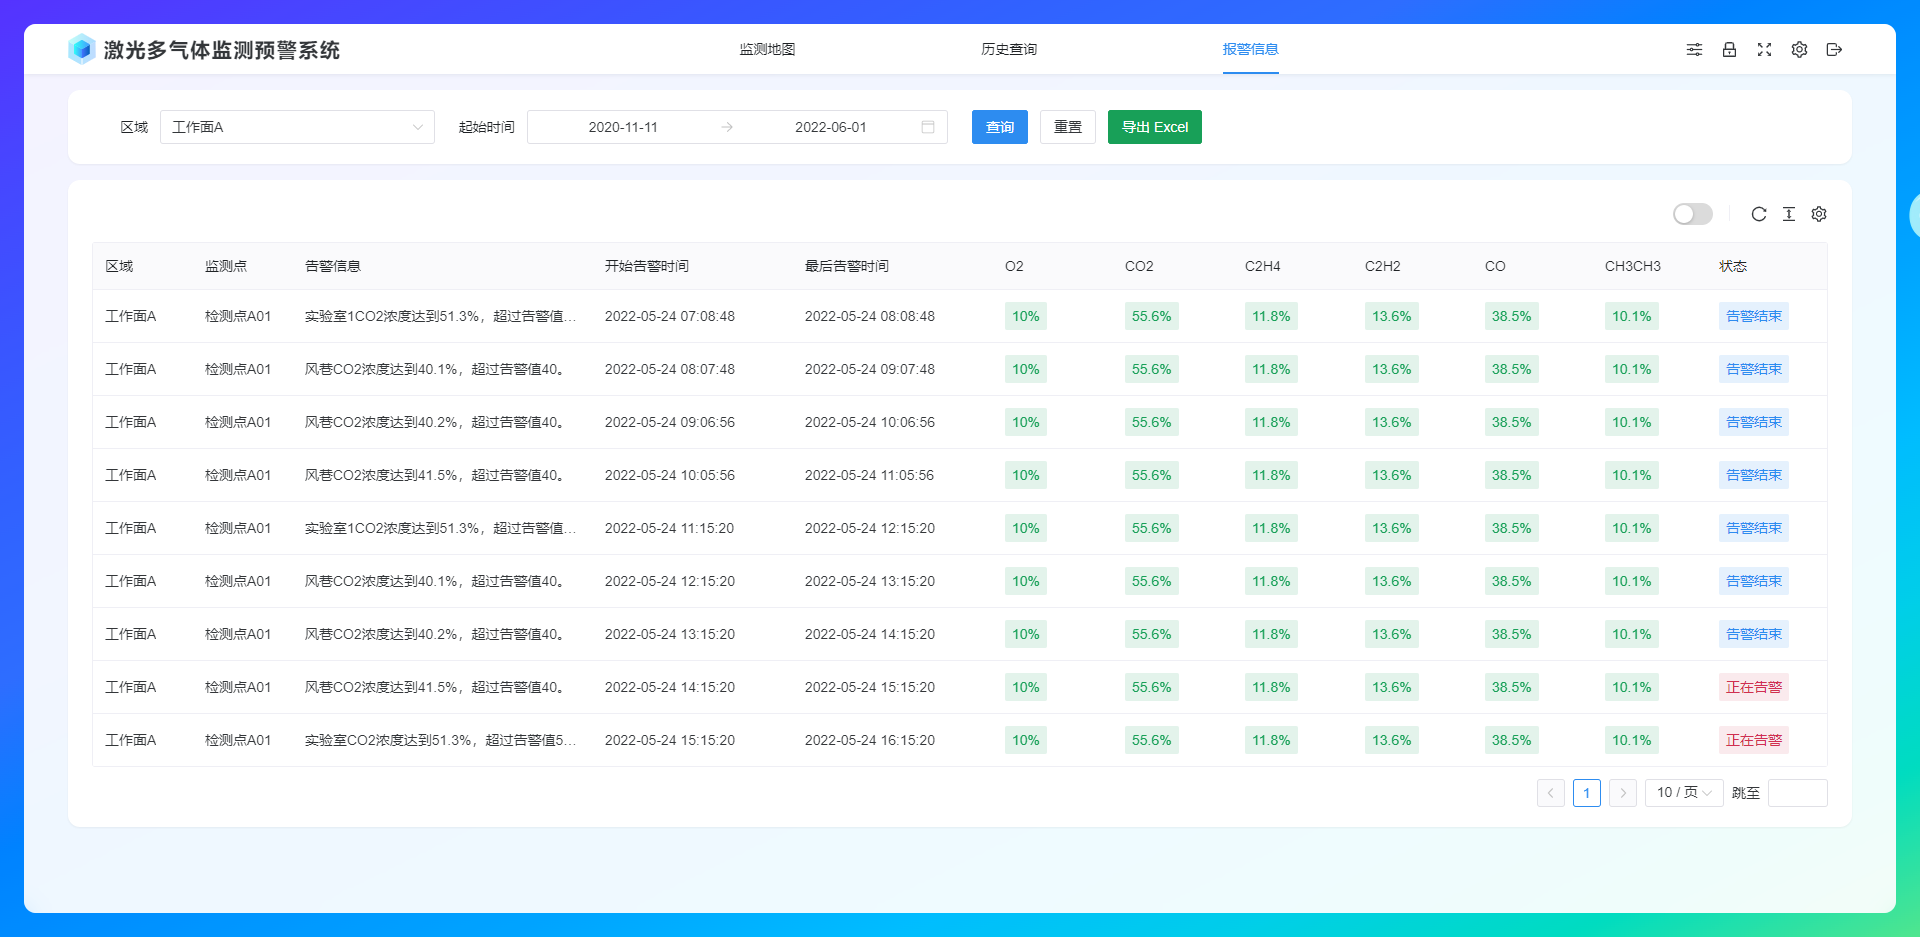 激光多气体监测预警系统 监测地图 历史查询 报警信息
区域 工作面A 起始时间 2020-11-11 2022-06-01 查询 重置 导出 Excel
区域 监测点 告警信息 开始告警时间 最后告警时间 O2 CO2 C2H4 C2H2 CO CH3CH3 状态
工作面A 检测点A01 实验室1CO2浓度达到51.3%，超过告警值... 2022-05-24 07:08:48 2022-05-24 08:08:48 10% 55.6% 11.8% 13.6% 38.5% 10.1% 告警结束
工作面A 检测点A01 风巷CO2浓度达到40.1%，超过告警值40。 2022-05-24 08:07:48 2022-05-24 09:07:48 10% 55.6% 11.8% 13.6% 38.5% 10.1% 告警结束
工作面A 检测点A01 风巷CO2浓度达到40.2%，超过告警值40。 2022-05-24 09:06:56 2022-05-24 10:06:56 10% 55.6% 11.8% 13.6% 38.5% 10.1% 告警结束
工作面A 检测点A01 风巷CO2浓度达到41.5%，超过告警值40。 2022-05-24 10:05:56 2022-05-24 11:05:56 10% 55.6% 11.8% 13.6% 38.5% 10.1% 告警结束
工作面A 检测点A01 实验室1CO2浓度达到51.3%，超过告警值... 2022-05-24 11:15:20 2022-05-24 12:15:20 10% 55.6% 11.8% 13.6% 38.5% 10.1% 告警结束
工作面A 检测点A01 风巷CO2浓度达到40.1%，超过告警值40。 2022-05-24 12:15:20 2022-05-24 13:15:20 10% 55.6% 11.8% 13.6% 38.5% 10.1% 告警结束
工作面A 检测点A01 风巷CO2浓度达到40.2%，超过告警值40。 2022-05-24 13:15:20 2022-05-24 14:15:20 10% 55.6% 11.8% 13.6% 38.5% 10.1% 告警结束
工作面A 检测点A01 风巷CO2浓度达到41.5%，超过告警值40。 2022-05-24 14:15:20 2022-05-24 15:15:20 10% 55.6% 11.8% 13.6% 38.5% 10.1% 正在告警
工作面A 检测点A01 实验室CO2浓度达到51.3%，超过告警值5... 2022-05-24 15:15:20 2022-05-24 16:15:20 10% 55.6% 11.8% 13.6% 38.5% 10.1% 正在告警
1 10 / 页 跳至